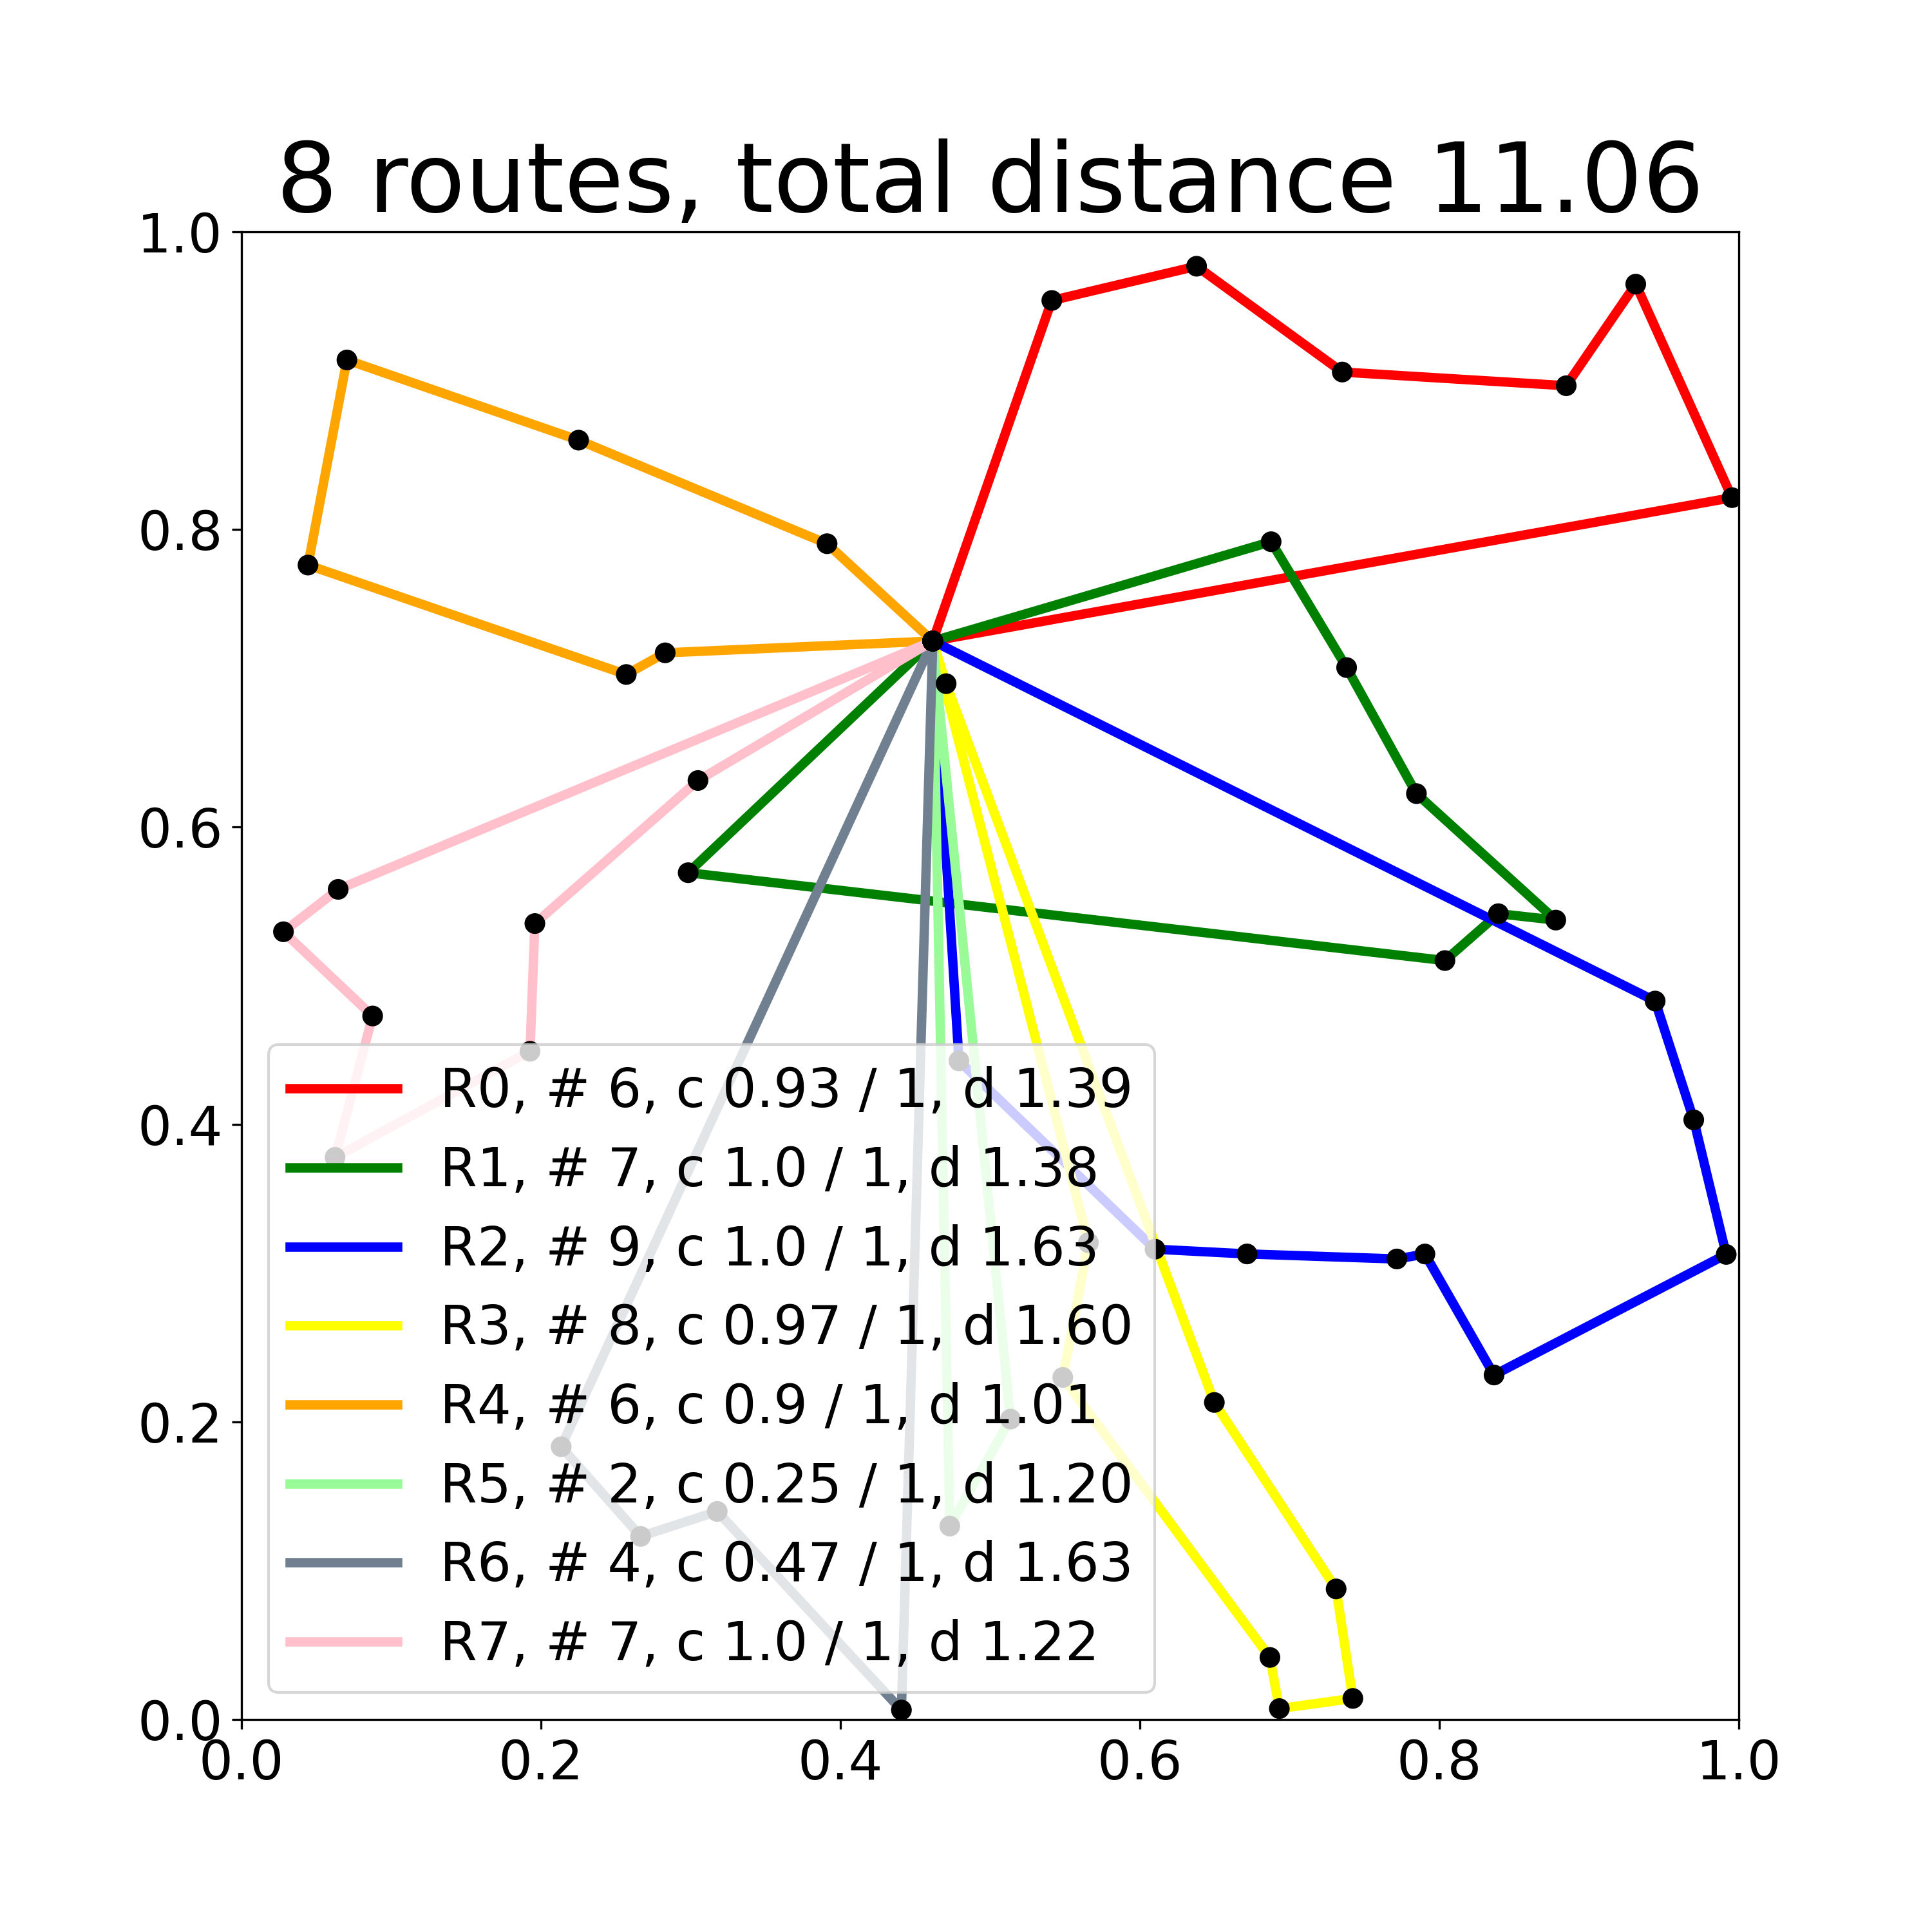 8 routes, total distance 11.06
1.0
0.8
0.6
0.4
0.2
0.0
R0, # 6, c 0.93 / 1, d 1.39
R1, # 7, c 1.0 / 1, d 1.38
R2, # 9, c 1.0 / 1, d 1.63
R3, # 8, c 0.97 / 1, d 1.60
R4, # 6, c 0.9 / 1, d 1.01
R5, # 2, c 0.25 / 1, d 1.20
R6, # 4, c 0.47 / 1, d 1.63
R7, # 7, c 1.0 / 1, d 1.22
0.0 0.2 0.4 0.6 0.8 1.0